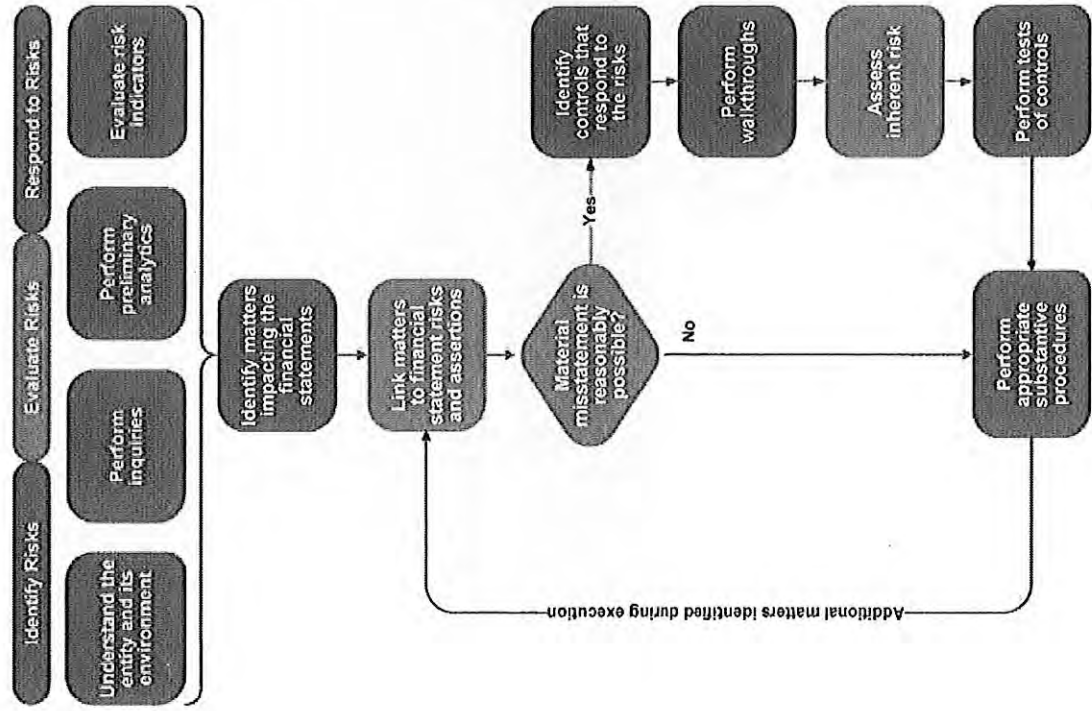 Identify Risks
Evaluate Risks
Respond to Risks
Understand the
entity and its
environment
Perform
inquiries
Perform
preliminary
analytics
Evaluate risk
indicators
Identify matters
impacting the
financial
statements
Link matters
to financial
statement risks
and assertions
Material
misstatement is
reasonably
possible?
Yes
No
Identify
controls that
respond to
the risks
Perform
walkthroughs
Assess
inherent risk
Perform tests
of controls
Perform
appropriate
substantive
procedures
Additional matters identified during execution